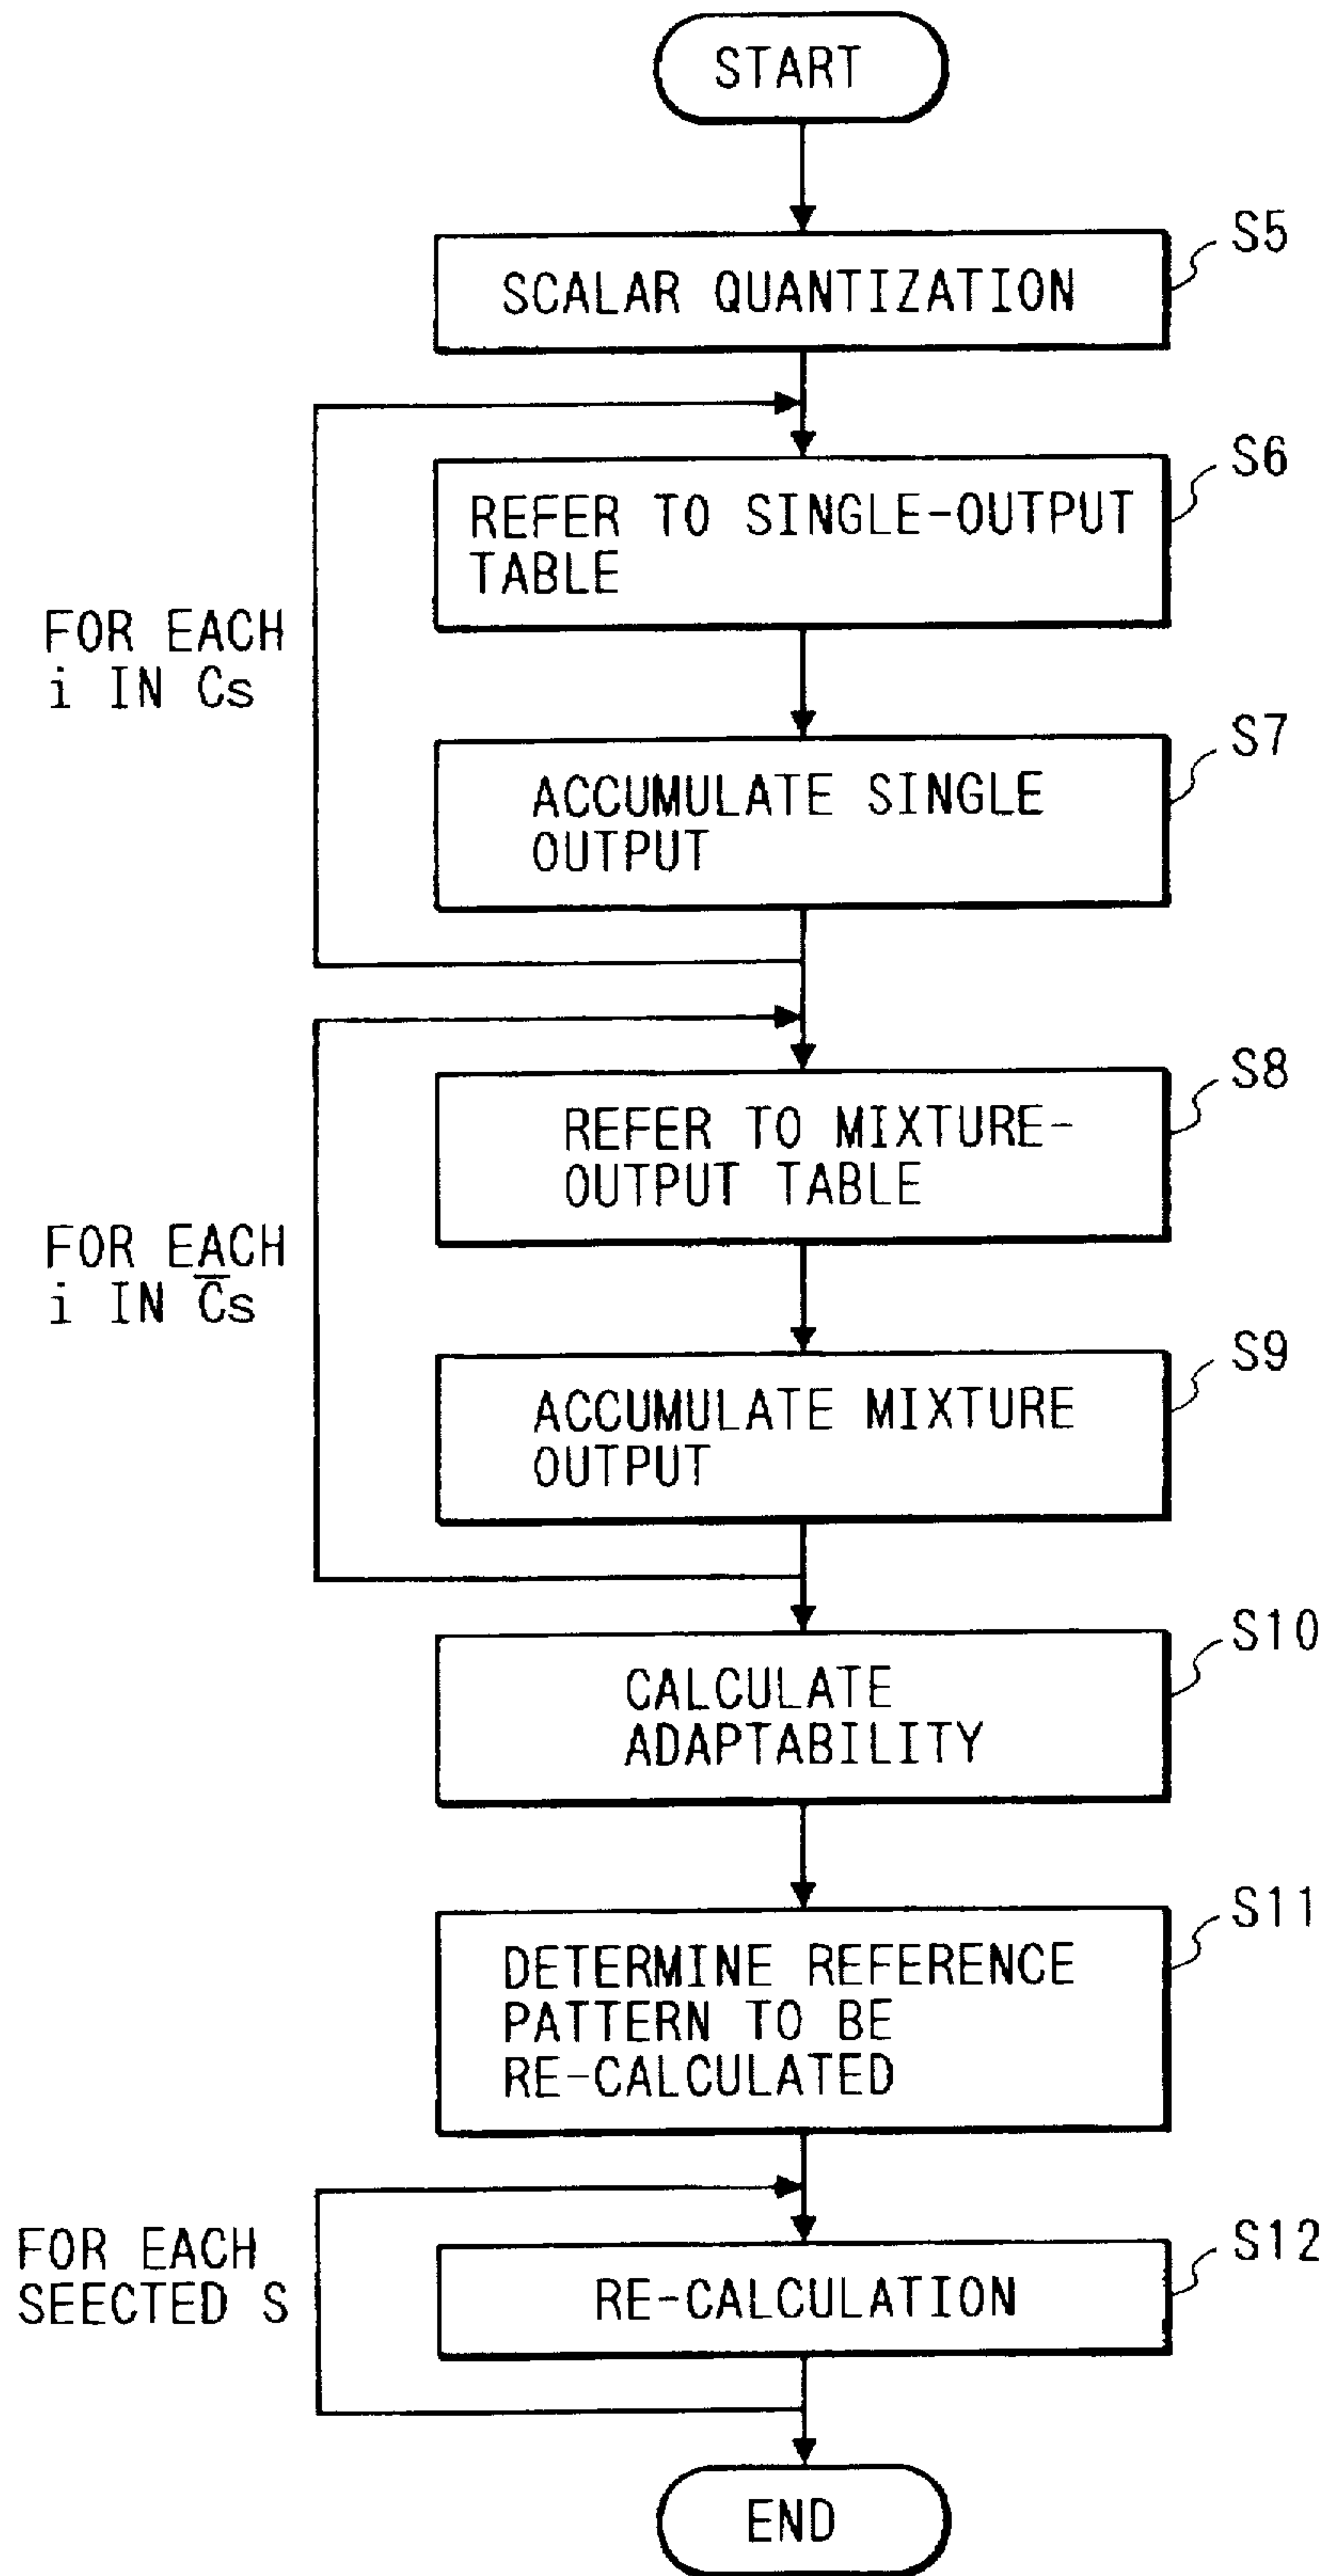 START
S5
SCALAR QUANTIZATION
S6
REFER TO SINGLE-OUTPUT
TABLE
FOR EACH
i IN Cs
S7
ACCUMULATE SINGLE
OUTPUT
S8
REFER TO MIXTURE-
OUTPUT TABLE
FOR EACH
i IN C̅s
S9
ACCUMULATE MIXTURE
OUTPUT
S10
CALCULATE
ADAPTABILITY
S11
DETERMINE REFERENCE
PATTERN TO BE
RE-CALCULATED
FOR EACH
SEECTED S
S12
RE-CALCULATION
END